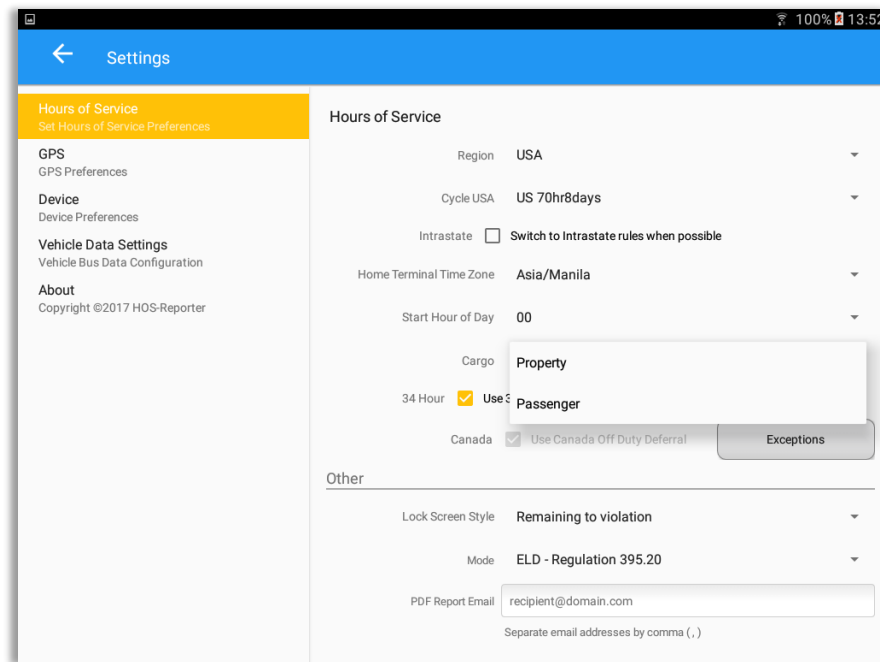 100% 13:52
Settings
Hours of Service
Set Hours of Service Preferences
GPS
GPS Preferences
Device
Device Preferences
Vehicle Data Settings
Vehicle Bus Data Configuration
About
Copyright ©2017 HOS-Reporter
Hours of Service
Region USA
Cycle USA US 70hr8days
Intrastate Switch to Intrastate rules when possible
Home Terminal Time Zone Asia/Manila
Start Hour of Day 00
Cargo Property
34 Hour Use 3
Passenger
Canada Use Canada Off Duty Deferral Exceptions
Other
Lock Screen Style Remaining to violation
Mode ELD - Regulation 395.20
PDF Report Email recipient@domain.com
Separate email addresses by comma ( , )